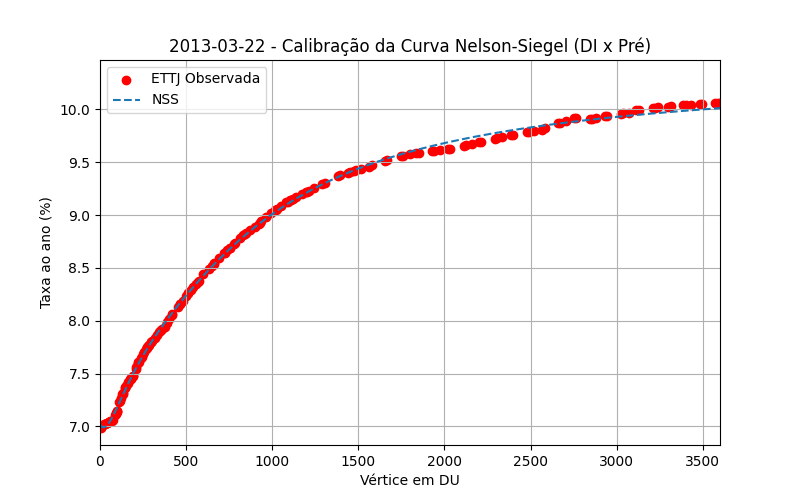 2013-03-22 - Calibração da Curva Nelson-Siegel (DI x Pré)
ETTJ Observada
NSS
Taxa ao ano (%)
10.0
9.5
9.0
8.5
8.0
7.5
7.0
0 500 1000 1500 2000 2500 3000 3500
Vértice em DU